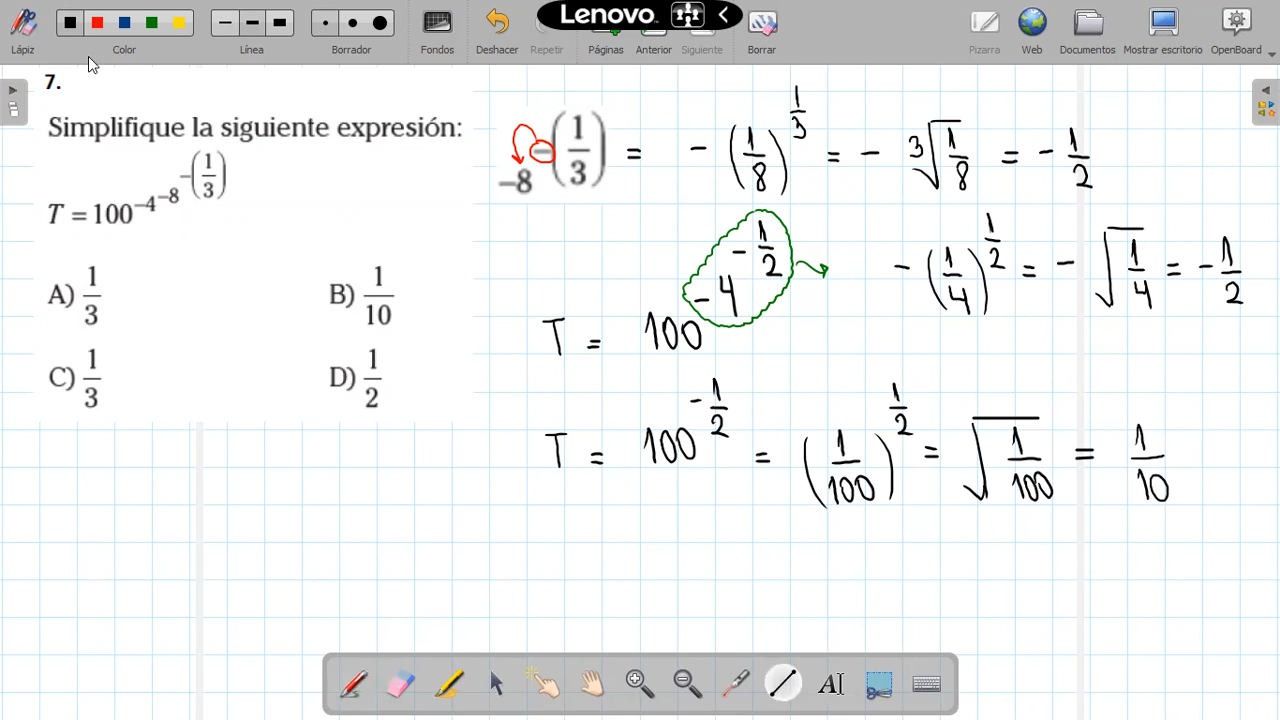 Lenovo
Lápiz
Color
Línea
Borrador
Fondos
Deshacer
Repetir
Páginas
Anterior
Siguiente
Borrar
Pizarra
Web
Documentos
Mostrar escritorio
OpenBoard
7.
Simplifique la siguiente expresión:
T = 100^{-4^{-8^{-(1/3)}}}
A) 1/3
B) 1/10
C) 1/3
D) 1/2
-8^{-(1/3)} = -(1/8)^{1/3} = -∛(1/8) = -1/2
T = 100^{-4^{-1/2}}
-(1/4)^{1/2} = -√(1/4) = -1/2
T = 100^{-1/2} = (1/100)^{1/2} = √(1/100) = 1/10
AI